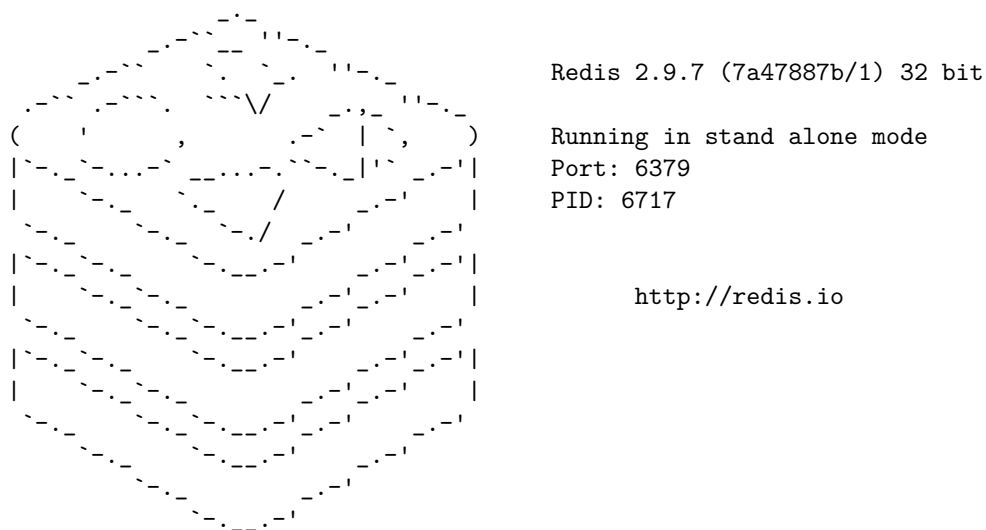 Redis 2.9.7 (7a47887b/1) 32 bit
Running in stand alone mode
Port: 6379
PID: 6717
http://redis.io